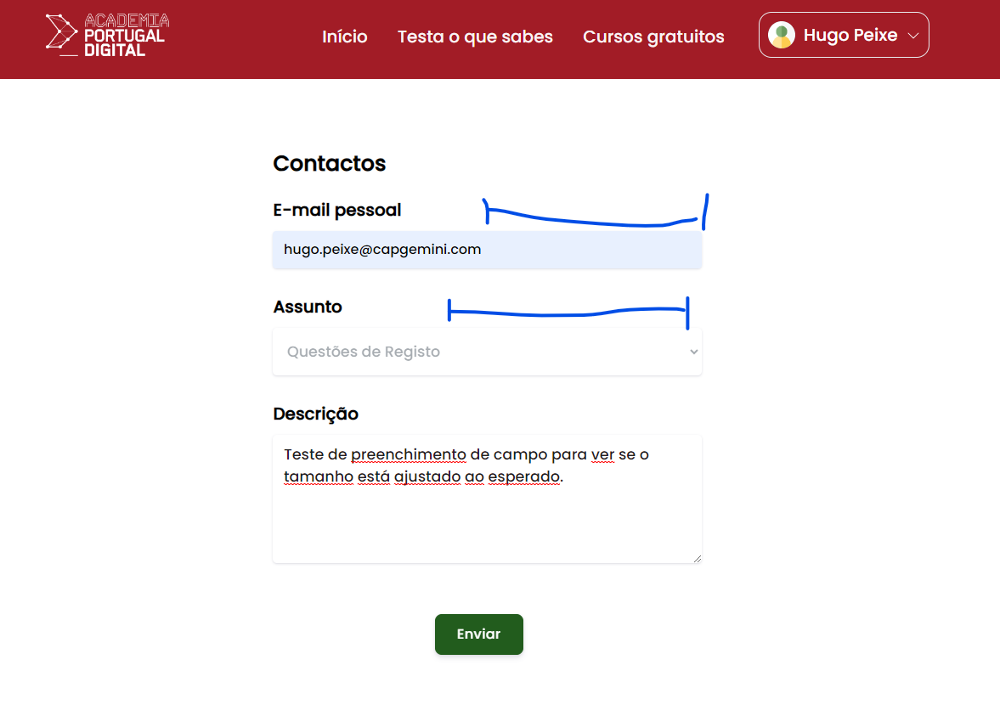 ACADEMIA
PORTUGAL
DIGITAL
Início
Testa o que sabes
Cursos gratuitos
Hugo Peixe
Contactos
E-mail pessoal
hugo.peixe@capgemini.com
Assunto
Questões de Registo
Descrição
Teste de preenchimento de campo para ver se o
tamanho está ajustado ao esperado.
Enviar